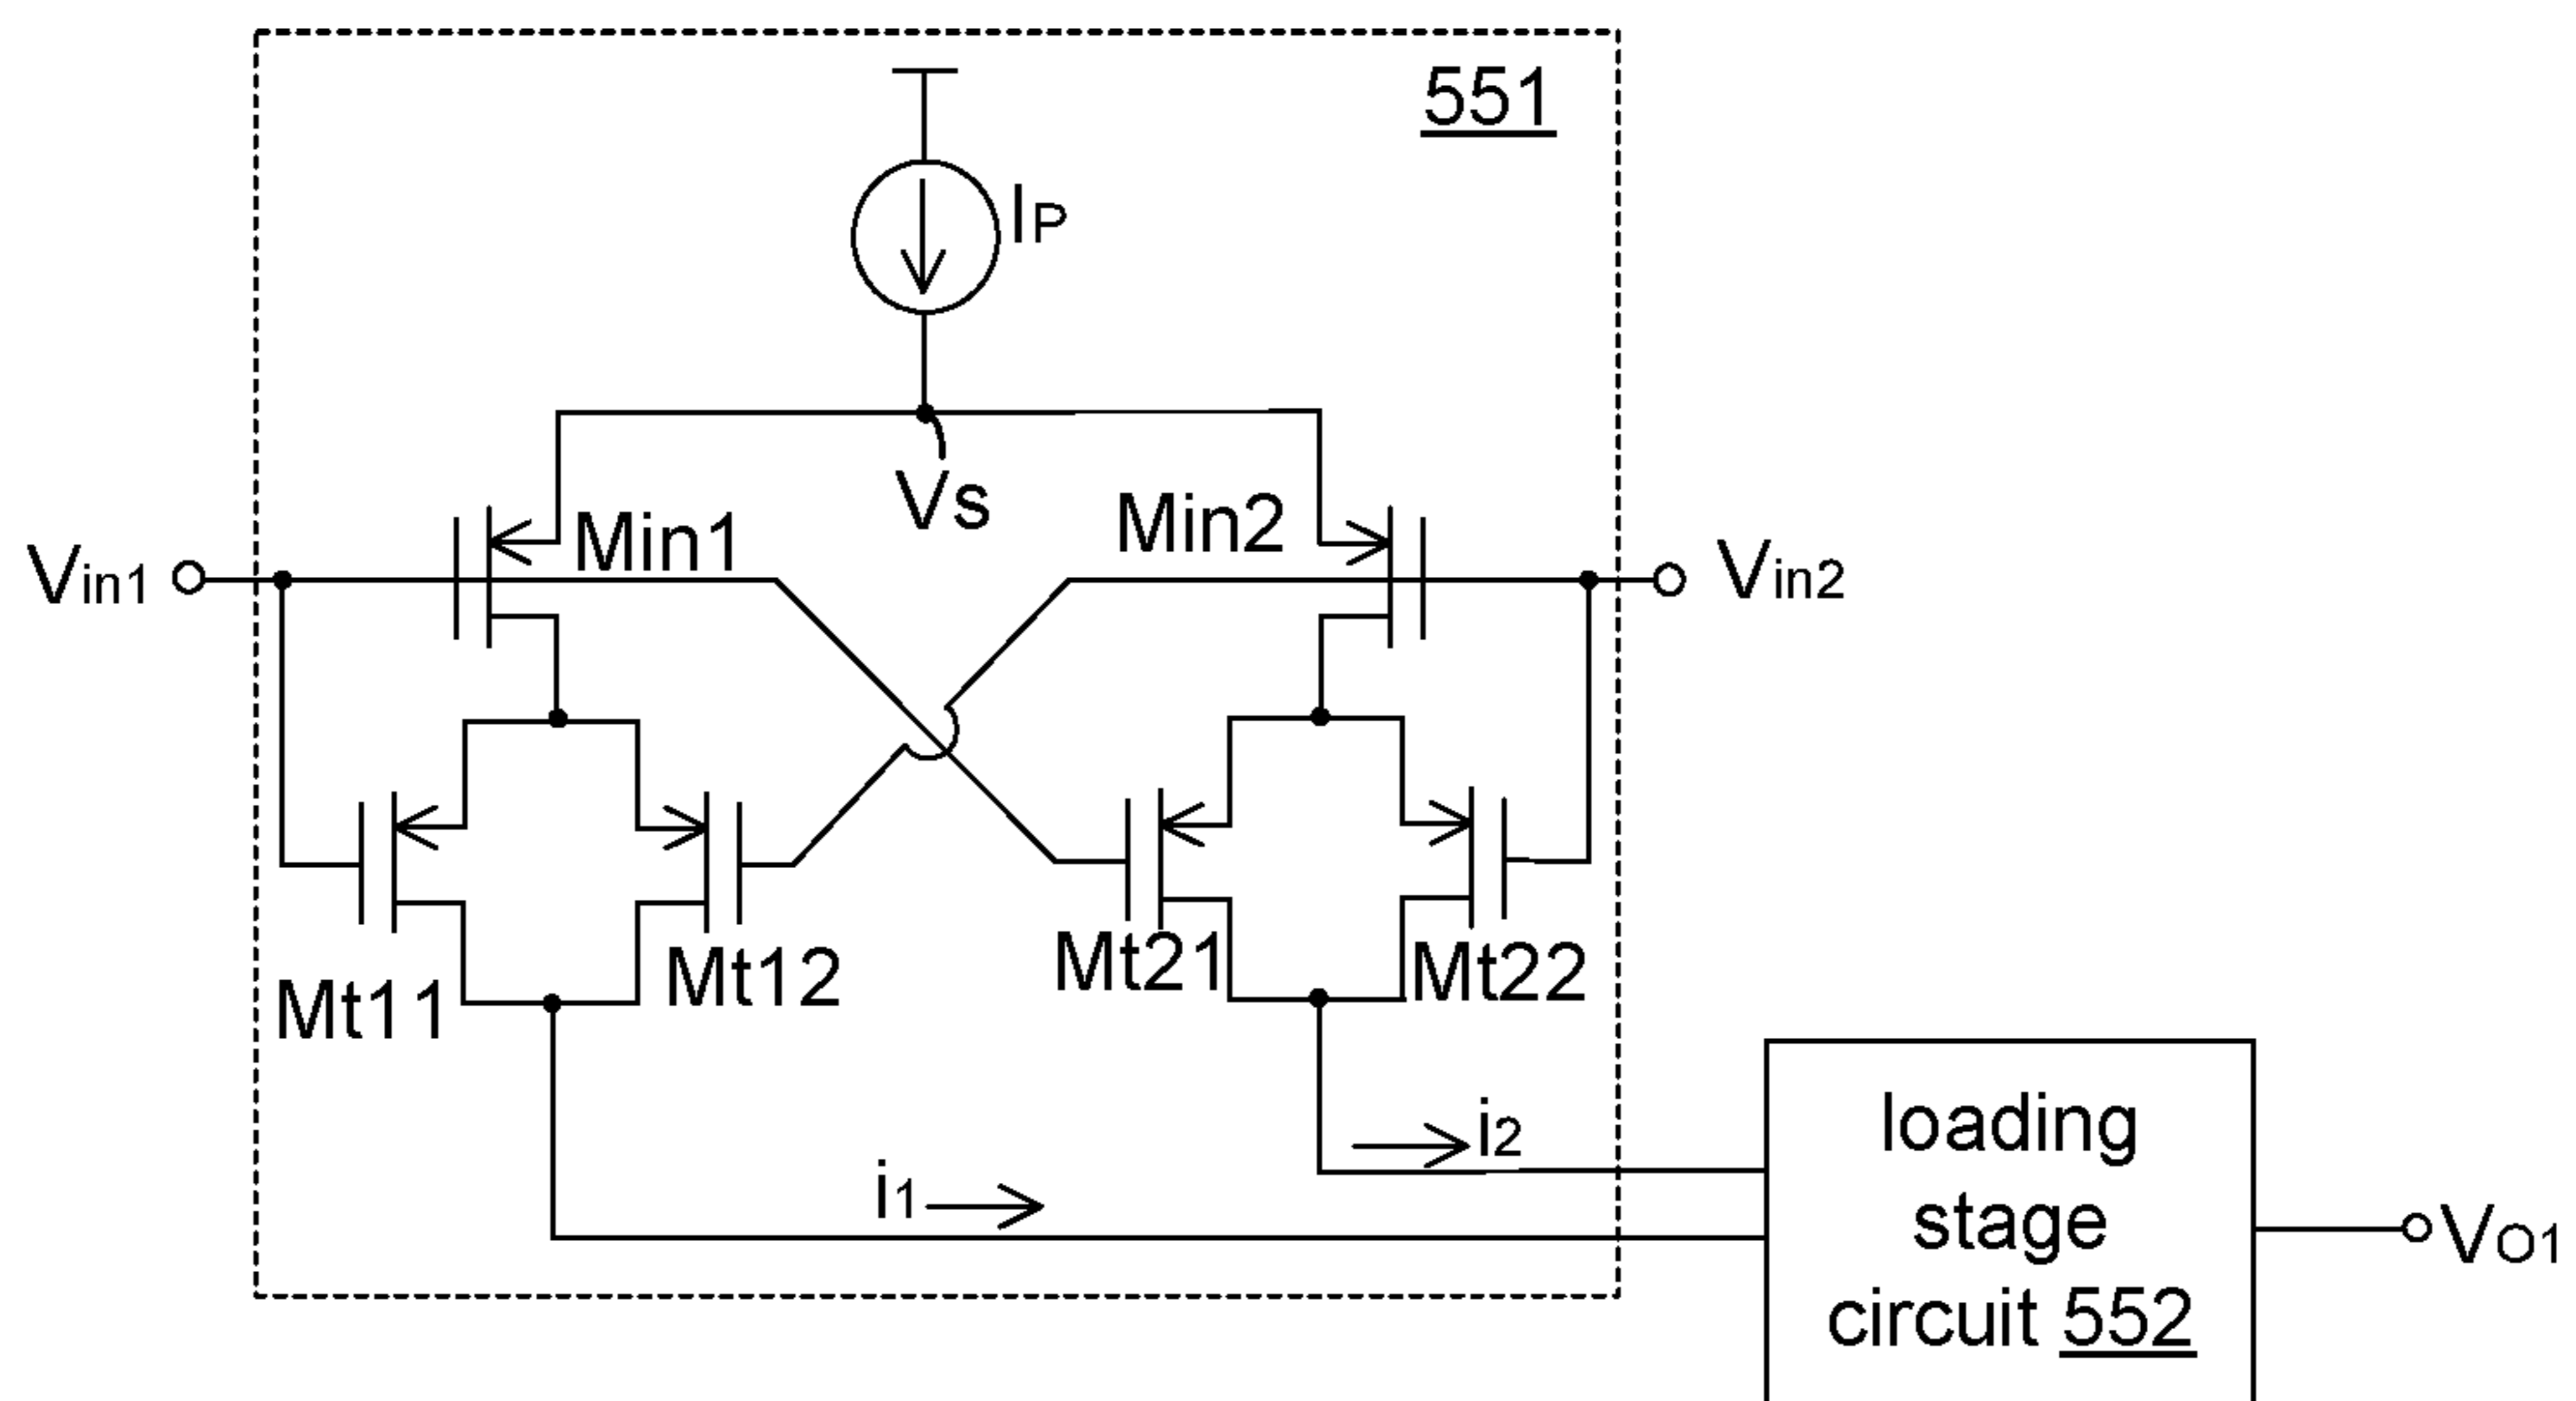 551
IP
Vs
Min1
Min2
Vin1
Vin2
Mt11
Mt12
Mt21
Mt22
i1
i2
loading
stage
circuit 552
VO1